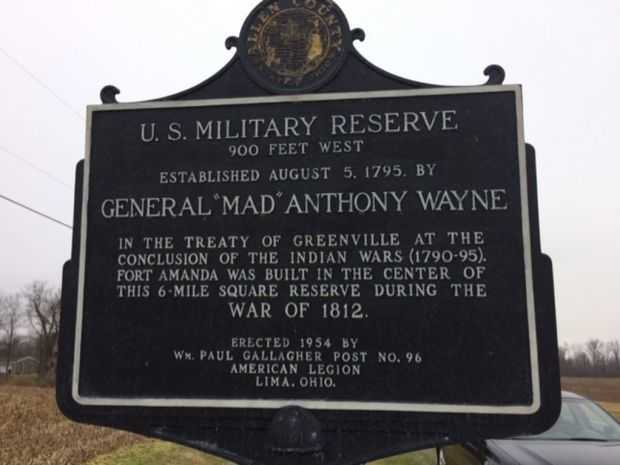 ALLEN COUNTY
U. S. MILITARY RESERVE
900 FEET WEST
ESTABLISHED AUGUST 5, 1795, BY
GENERAL "MAD" ANTHONY WAYNE
IN THE TREATY OF GREENVILLE AT THE
CONCLUSION OF THE INDIAN WARS (1790-95).
FORT AMANDA WAS BUILT IN THE CENTER OF
THIS 6-MILE SQUARE RESERVE DURING THE
WAR OF 1812.
ERECTED 1954 BY
WM. PAUL GALLAGHER POST NO. 96
AMERICAN LEGION
LIMA, OHIO.